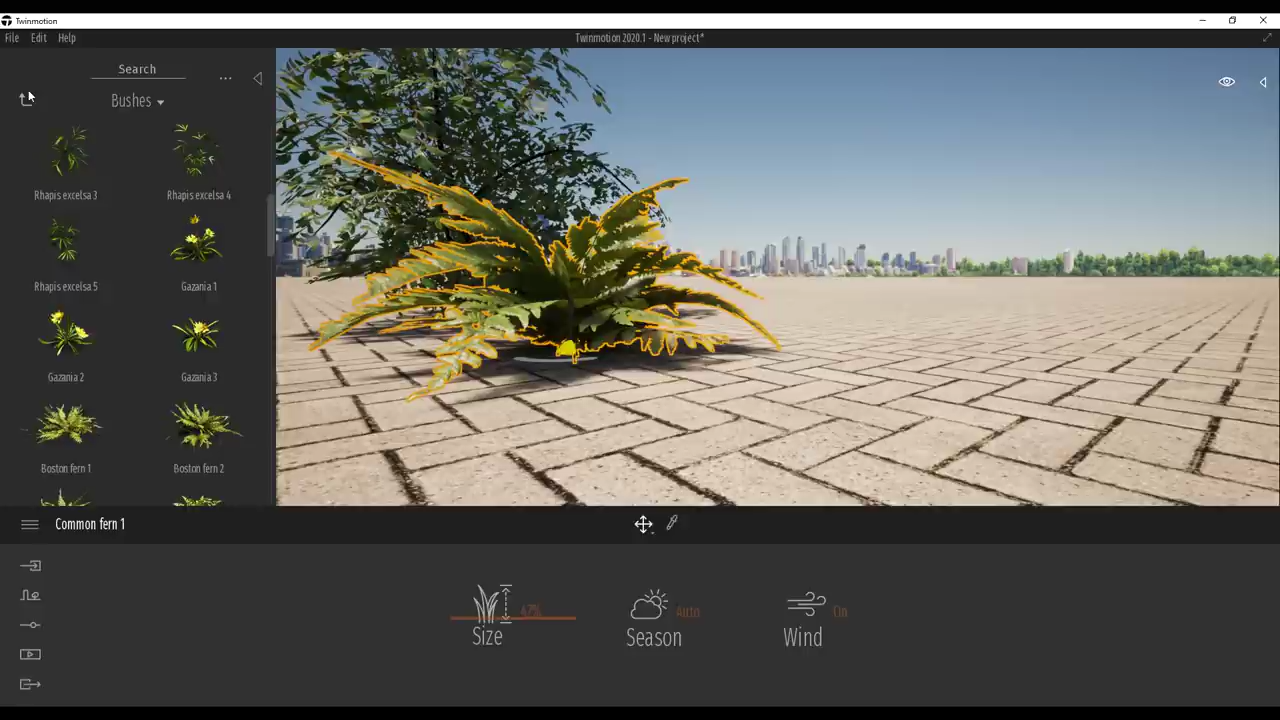 Twinmotion
File Edit Help
Twinmotion 2020.1 - New project*
Search
...
Bushes
Rhapis excelsa 3
Rhapis excelsa 4
Rhapis excelsa 5
Gazania 1
Gazania 2
Gazania 3
Boston fern 1
Boston fern 2
Common fern 1
47%
Size
Auto
Season
On
Wind